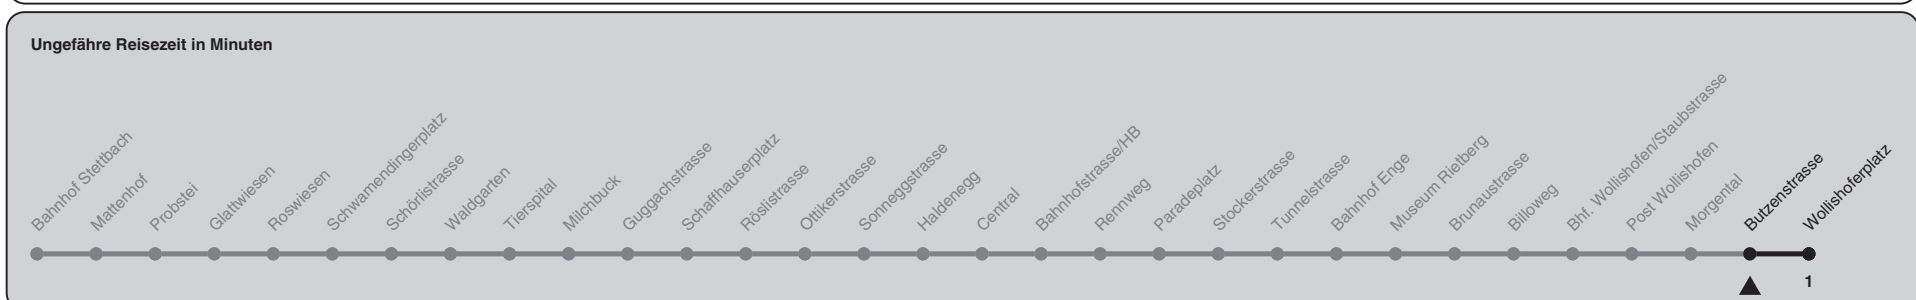 Ungefähre Reisezeit in Minuten
Bahnhof Stettbach
Mattenhof
Probstei
Glattwiesen
Roswiesen
Schwamendingerplatz
Schörlistrasse
Waldgarten
Tierspital
Milchbuck
Guggachstrasse
Schaffhauserplatz
Röslistrasse
Ottikerstrasse
Sonneggstrasse
Haldenegg
Central
Bahnhofstrasse/HB
Rennweg
Paradeplatz
Stockerstrasse
Tunnelstrasse
Bahnhof Enge
Museum Rietberg
Brunaustrasse
Billoweg
Bhf. Wollishofen/Staubstrasse
Post Wollishofen
Morgental
Butzenstrasse
Wollishoferplatz
1